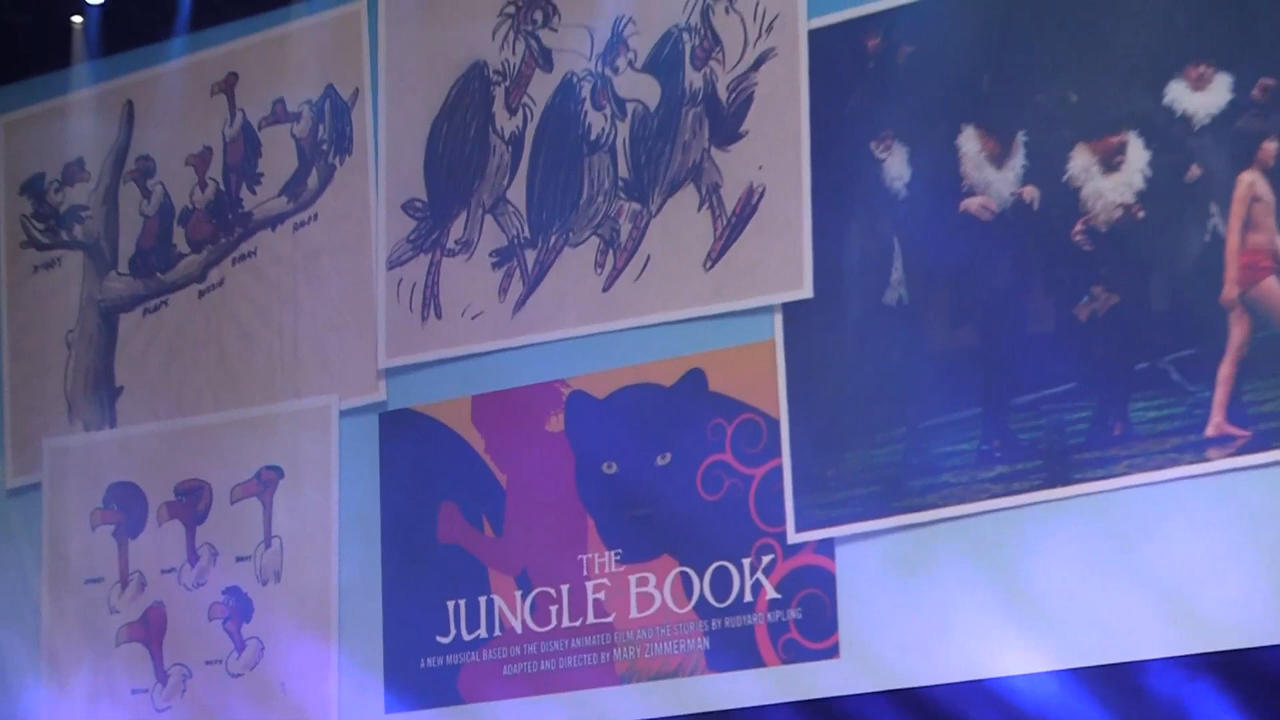 THE
JUNGLE BOOK
A NEW MUSICAL BASED ON THE DISNEY ANIMATED FILM AND THE STORIES BY RUDYARD KIPLING
ADAPTED AND DIRECTED BY MARY ZIMMERMAN